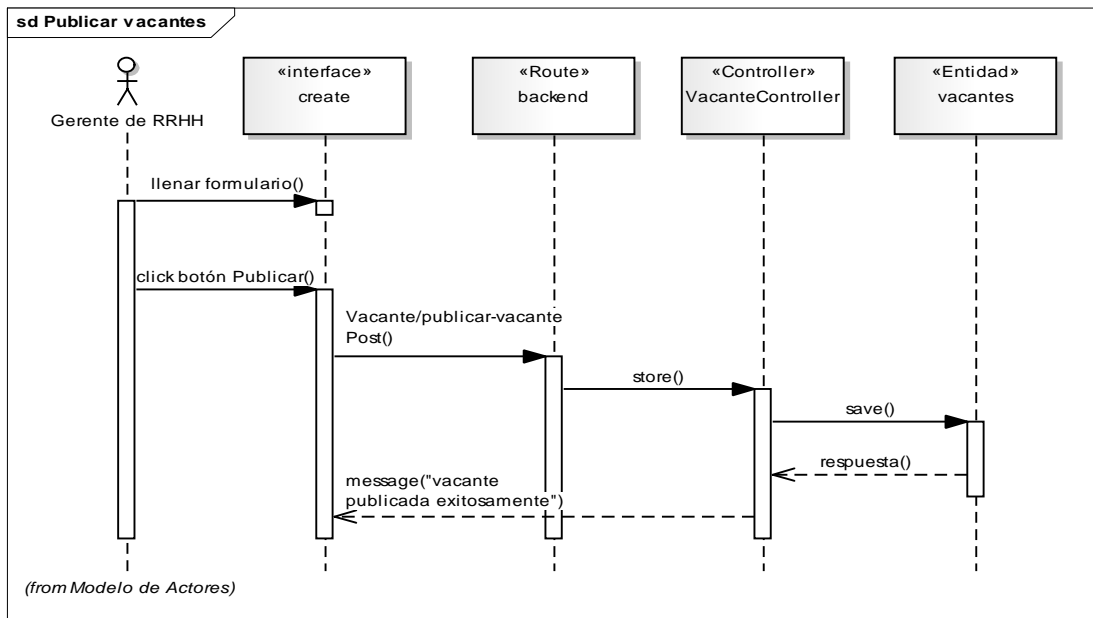 sd Publicar vacantes
Gerente de RRHH
«interface»
create
«Route»
backend
«Controller»
VacanteController
«Entidad»
vacantes
llenar formulario()
click botón Publicar()
Vacante/publicar-vacante
Post()
store()
save()
respuesta()
message("vacante
publicada exitosamente")
(from Modelo de Actores)